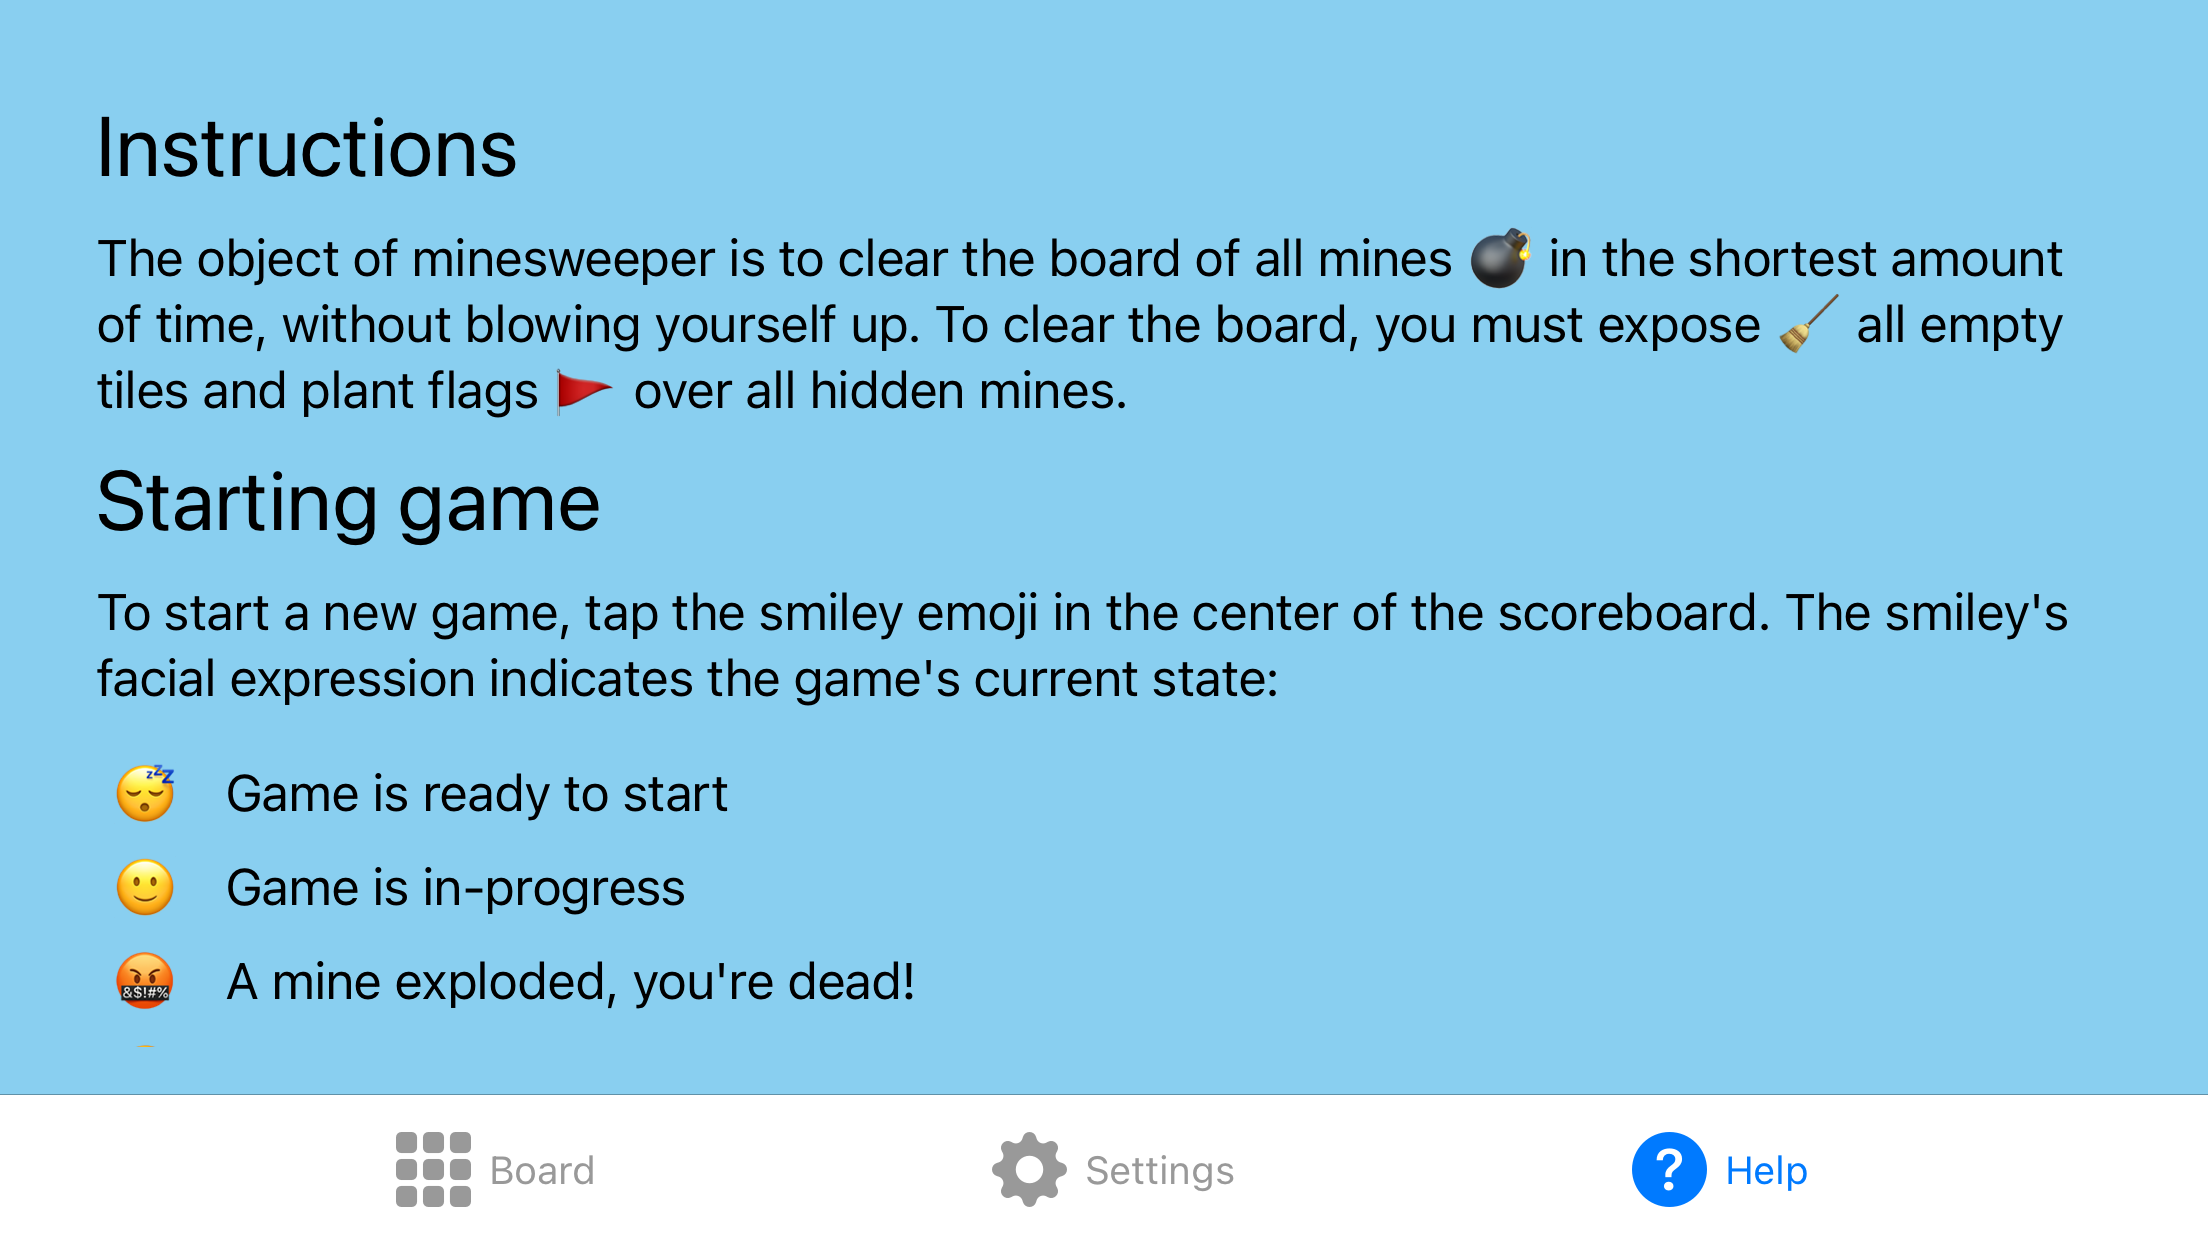 Instructions
The object of minesweeper is to clear the board of all mines 💣 in the shortest amount
of time, without blowing yourself up. To clear the board, you must expose 🧹 all empty
tiles and plant flags 🚩 over all hidden mines.
Starting game
To start a new game, tap the smiley emoji in the center of the scoreboard. The smiley's
facial expression indicates the game's current state:
😴 Game is ready to start
🙂 Game is in-progress
🤬 A mine exploded, you're dead!
Board
Settings
Help